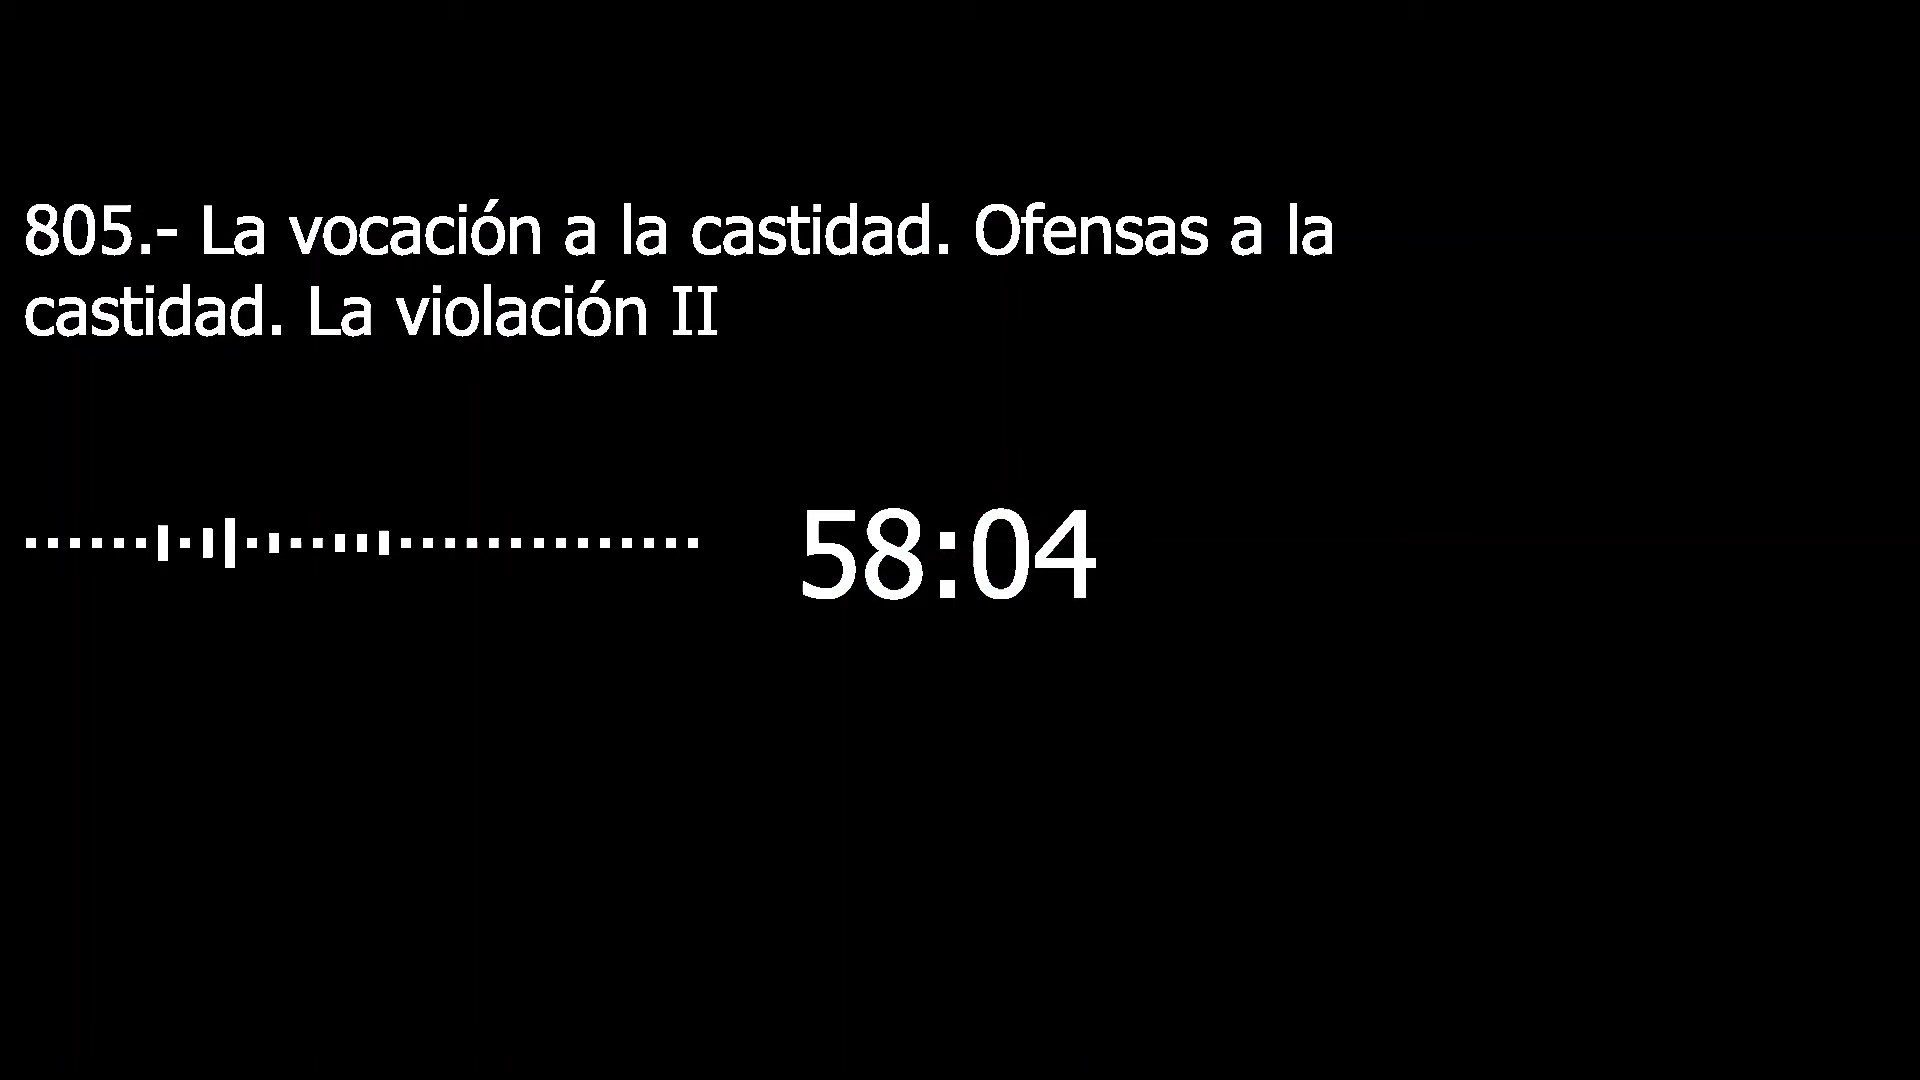 805.- La vocación a la castidad. Ofensas a la
castidad. La violación II
58:04